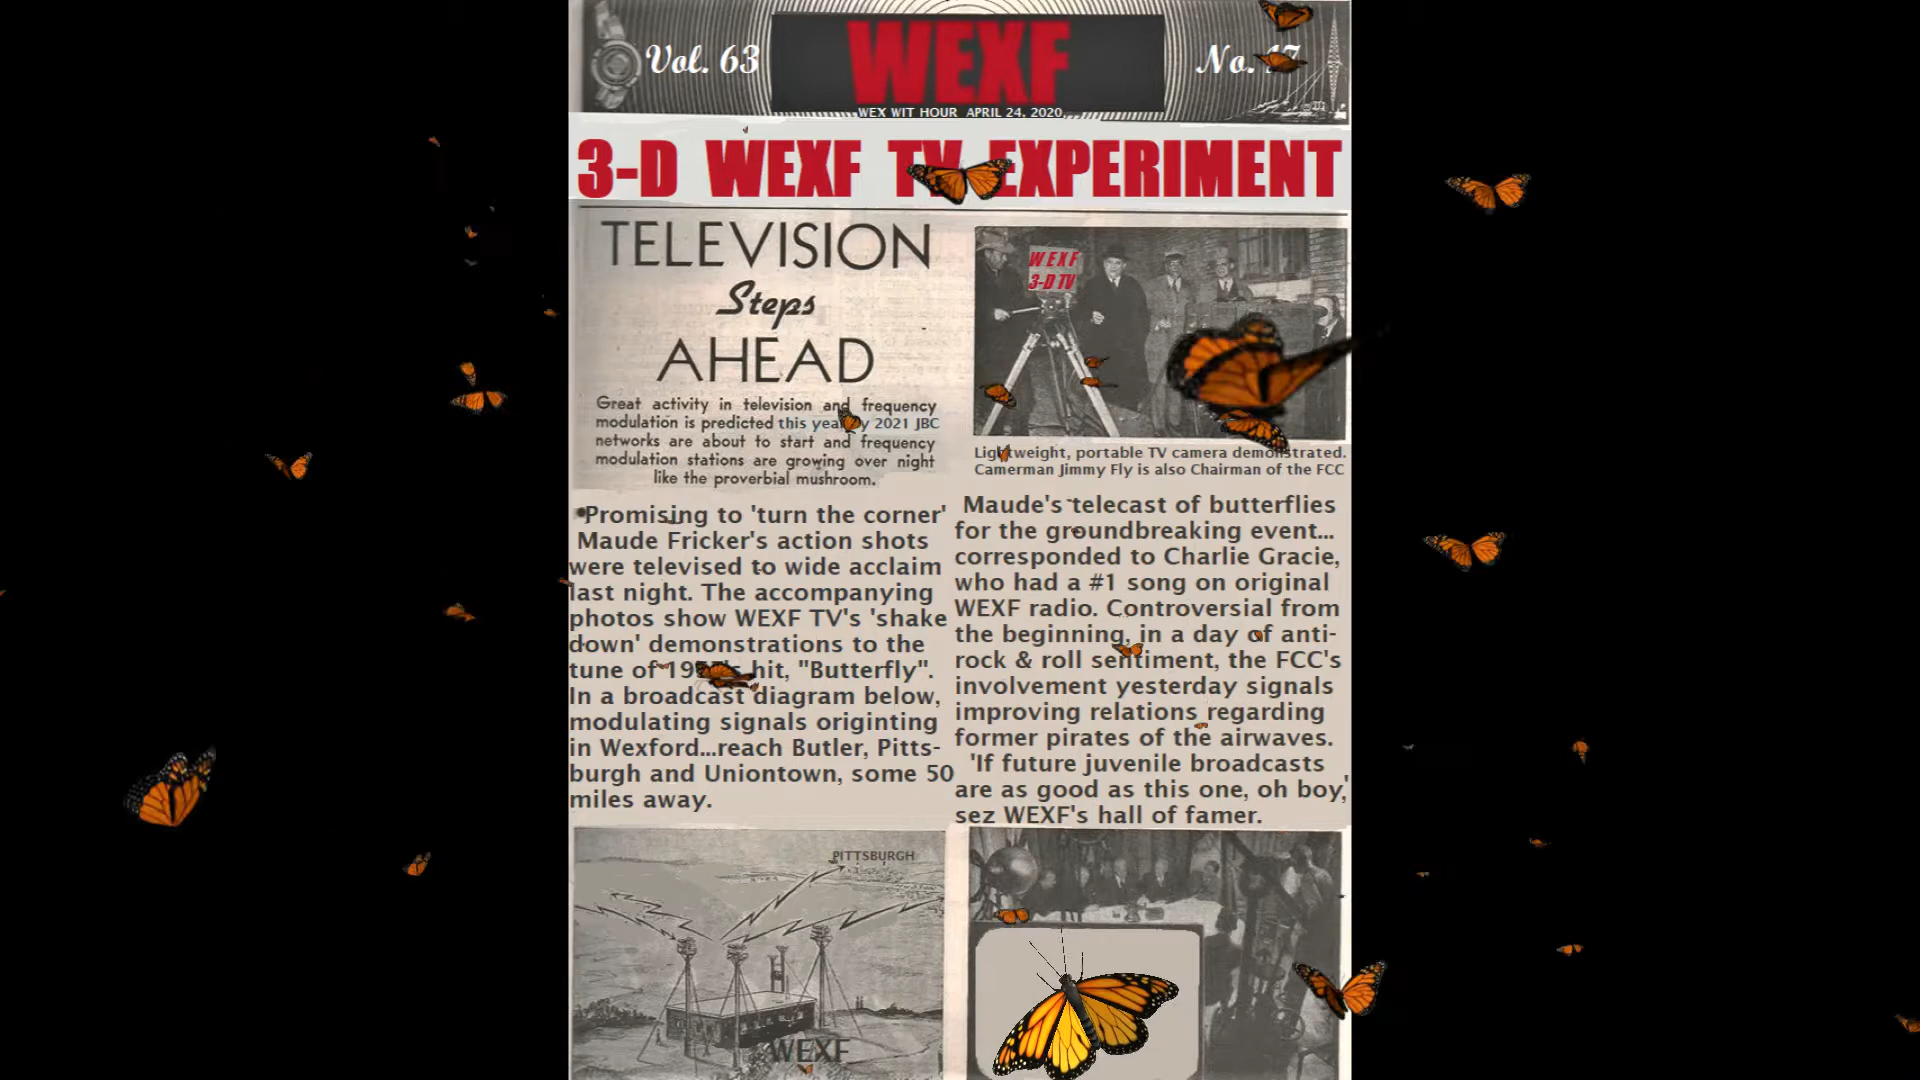 Vol. 63
WEXF
No. 17
WEX WIT HOUR APRIL 24, 2020
3-D WEXF TV EXPERIMENT
TELEVISION
Steps
AHEAD
Great activity in television and frequency
modulation is predicted this year by 2021 JBC
networks are about to start and frequency
modulation stations are growing over night
like the proverbial mushroom.
WEXF
3-D TV
Lightweight, portable TV camera demonstrated.
Camerman Jimmy Fly is also Chairman of the FCC
Promising to 'turn the corner'
Maude Fricker's action shots
were televised to wide acclaim
last night. The accompanying
photos show WEXF TV's 'shake
down' demonstrations to the
tune of hit, "Butterfly".
In a broadcast diagram below,
modulating signals originting
in Wexford...reach Butler, Pitts-
burgh and Uniontown, some 50
miles away.
Maude's telecast of butterflies
for the groundbreaking event...
corresponded to Charlie Gracie,
who had a #1 song on original
WEXF radio. Controversial from
the beginning, in a day of anti-
rock & roll sentiment, the FCC's
involvement yesterday signals
improving relations regarding
former pirates of the airwaves.
'If future juvenile broadcasts
are as good as this one, oh boy,'
sez WEXF's hall of famer.
PITTSBURGH
WEXF